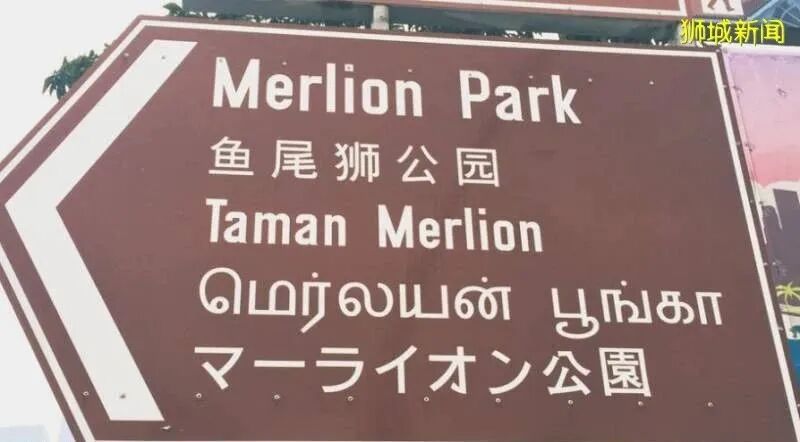 狮城新闻
Merlion Park
鱼尾狮公园
Taman Merlion
மெர்லயன் பூங்கா
マーライオン公園